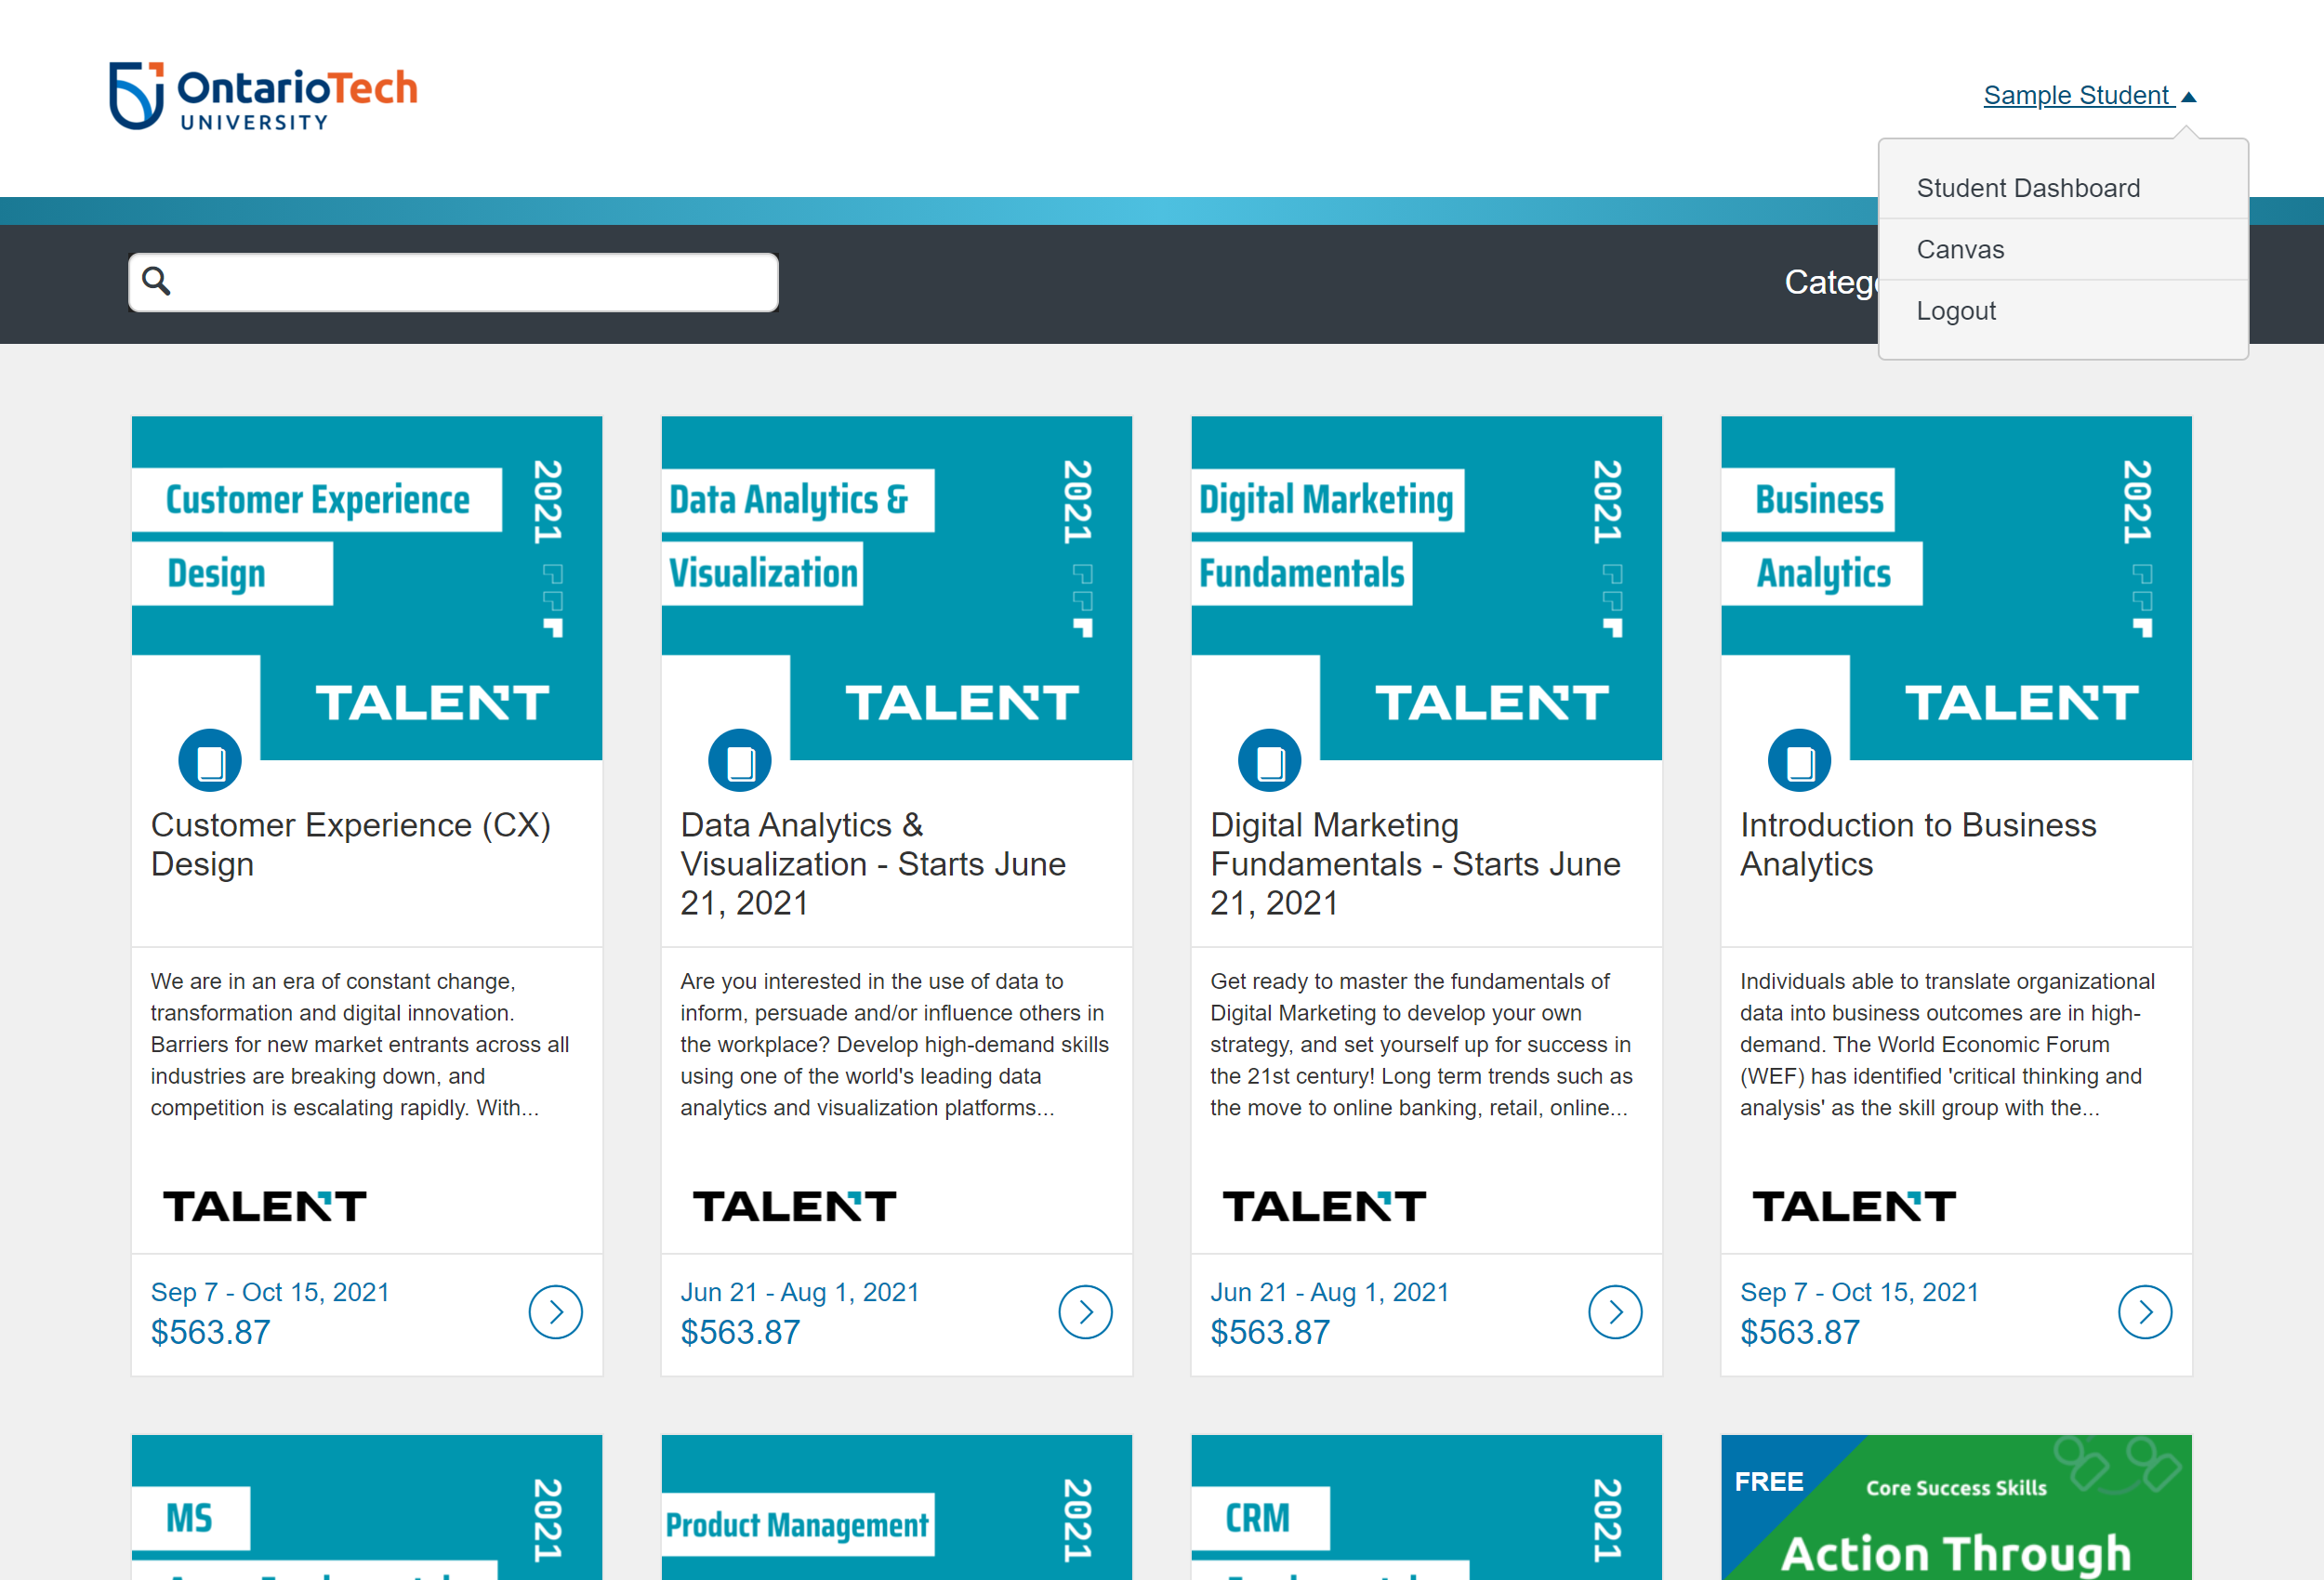 OntarioTech
UNIVERSITY
Sample Student
Student Dashboard
Canvas
Logout
Customer Experience
Design
2021
TALENT
Customer Experience (CX)
Design
We are in an era of constant change,
transformation and digital innovation.
Barriers for new market entrants across all
industries are breaking down, and
competition is escalating rapidly. With...
TALENT
Sep 7 - Oct 15, 2021
$563.87
Data Analytics &
Visualization
2021
TALENT
Data Analytics &
Visualization - Starts June
21, 2021
Are you interested in the use of data to
inform, persuade and/or influence others in
the workplace? Develop high-demand skills
using one of the world's leading data
analytics and visualization platforms...
TALENT
Jun 21 - Aug 1, 2021
$563.87
Digital Marketing
Fundamentals
2021
TALENT
Digital Marketing
Fundamentals - Starts June
21, 2021
Get ready to master the fundamentals of
Digital Marketing to develop your own
strategy, and set yourself up for success in
the 21st century! Long term trends such as
the move to online banking, retail, online...
TALENT
Jun 21 - Aug 1, 2021
$563.87
Business
Analytics
2021
TALENT
Introduction to Business
Analytics
Individuals able to translate organizational
data into business outcomes are in high-
demand. The World Economic Forum
(WEF) has identified 'critical thinking and
analysis' as the skill group with the...
TALENT
Sep 7 - Oct 15, 2021
$563.87
MS
2021
Product Management
2021
CRM
2021
FREE
Core Success Skills
Action Through